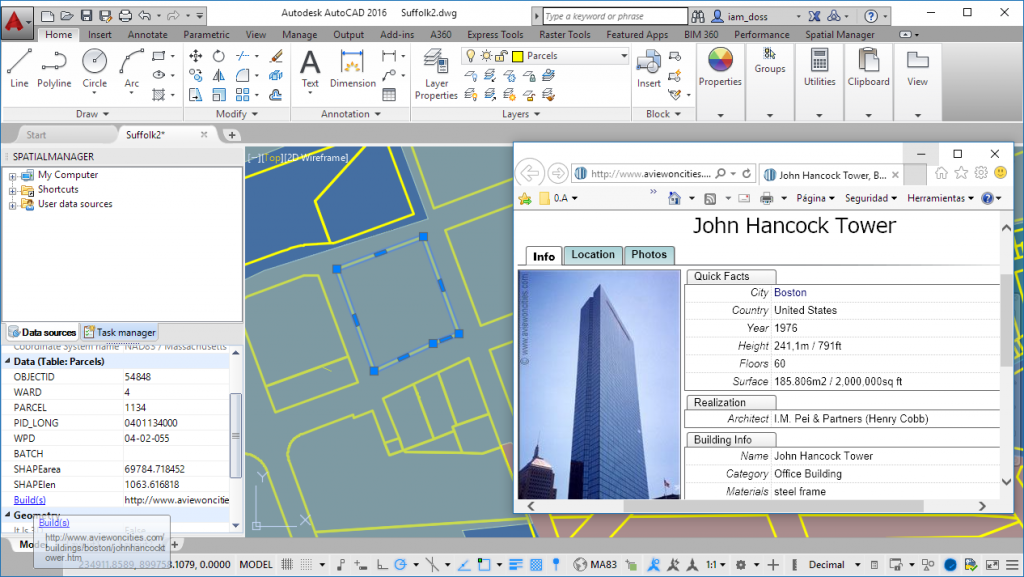 Autodesk AutoCAD 2016 Suffolk2.dwg
Type a keyword or phrase
iam_doss
Home Insert Annotate Parametric View Manage Output Add-ins A360 Express Tools Raster Tools Featured Apps BIM 360 Performance Spatial Manager
Line Polyline Circle Arc
Text Dimension
Layer Properties
Parcels
Insert
Properties Groups Utilities Clipboard View
Draw Modify Annotation Layers Block
Start Suffolk2*
SPATIALMANAGER
My Computer
Shortcuts
User data sources
Data sources Task manager
Coordinate System name NAD83 / Massachusetts
Data (Table: Parcels)
OBJECTID 54848
WARD 4
PARCEL 1134
PID_LONG 0401134000
WPD 04-02-055
BATCH
SHAPEarea 69784.718452
SHAPElen 1063.616818
Build(s) http://www.aviewoncities
Geometry
It Is False
Build(s)
http://www.aviewoncities.com/
buildings/boston/johnhancockt
ower.htm
Mod
[−][Top][2D Wireframe]
Y
X
http://www.aviewoncities....
John Hancock Tower, B...
0.A
Página Seguridad Herramientas
John Hancock Tower
Info Location Photos
© www.aviewoncities.com
Quick Facts
City Boston
Country United States
Year 1976
Height 241,1m / 791ft
Floors 60
Surface 185.806m2 / 2,000,000sq ft
Realization
Architect I.M. Pei & Partners (Henry Cobb)
Building Info
Name John Hancock Tower
Category Office Building
Materials steel frame
234911.8589, 899758.1079, 0.0000 MODEL
MA83
1:1
Decimal